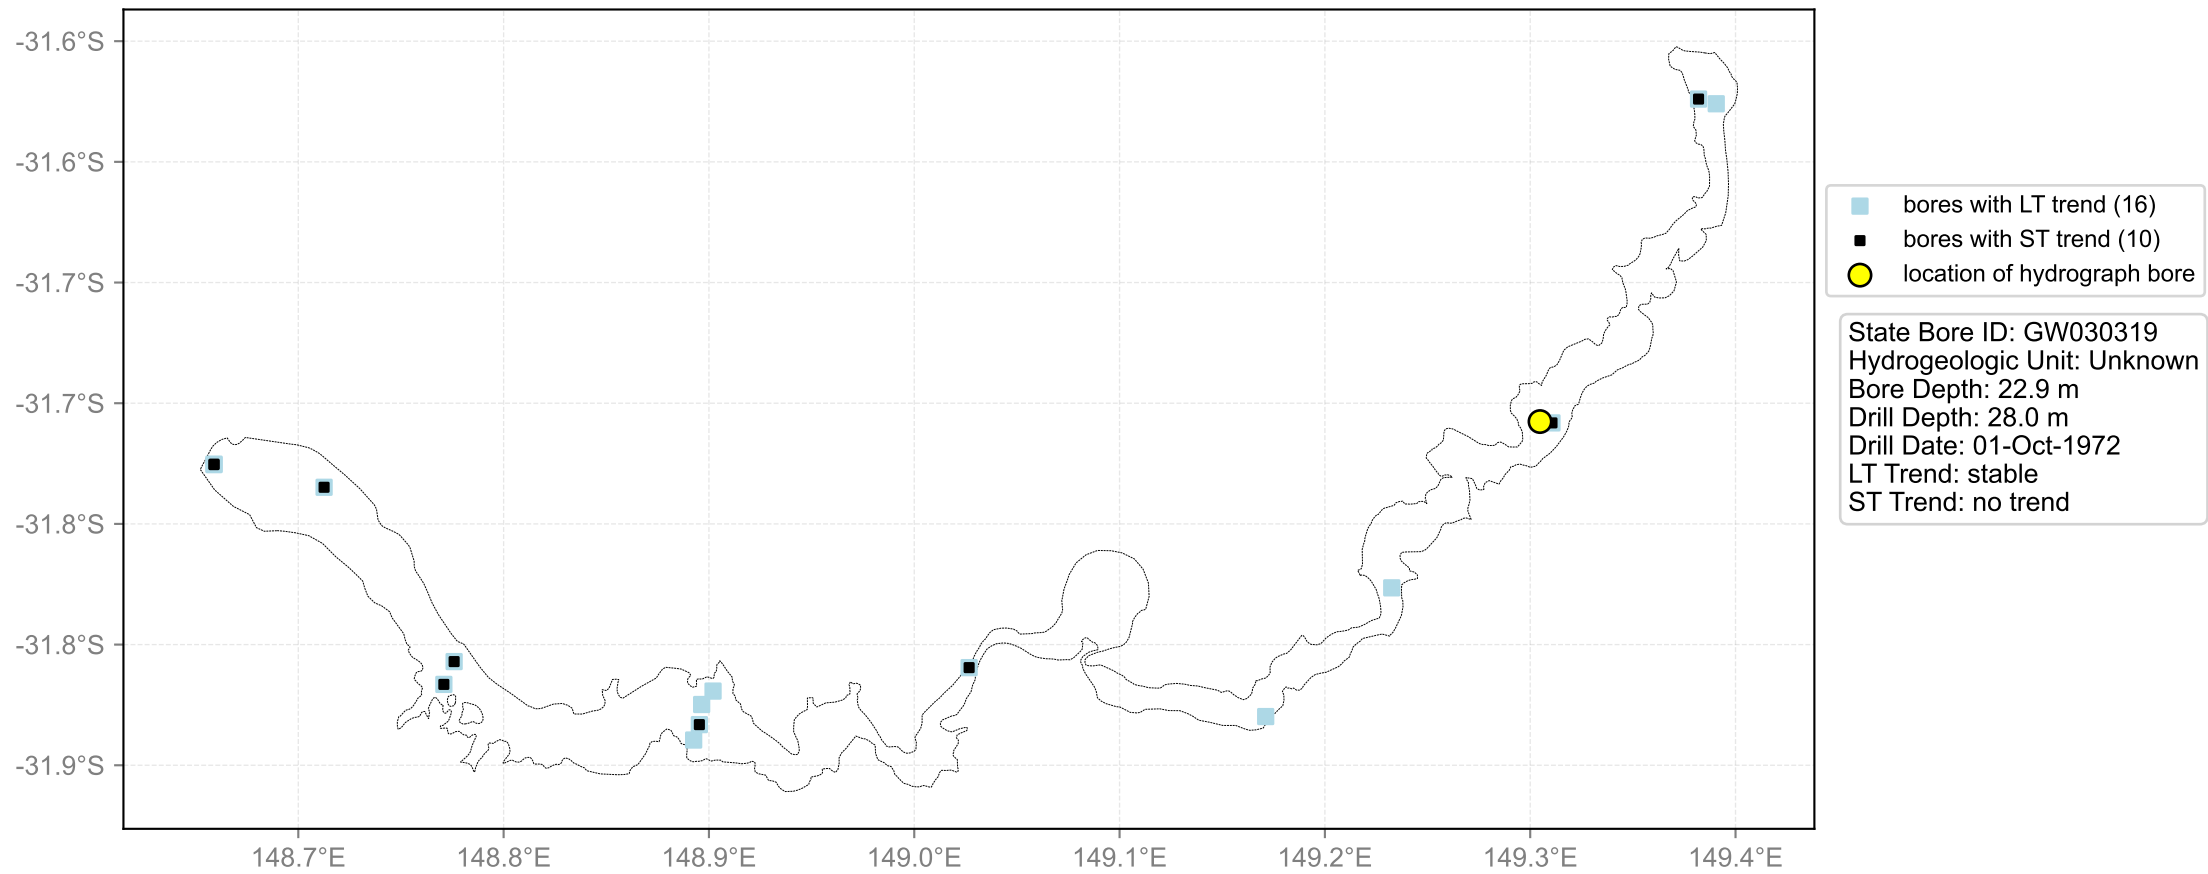 -31.6°S
-31.6°S
-31.7°S
-31.7°S
-31.8°S
-31.8°S
-31.9°S
148.7°E
148.8°E
148.9°E
149.0°E
149.1°E
149.2°E
149.3°E
149.4°E
bores with LT trend (16)
bores with ST trend (10)
location of hydrograph bore
State Bore ID: GW030319
Hydrogeologic Unit: Unknown
Bore Depth: 22.9 m
Drill Depth: 28.0 m
Drill Date: 01-Oct-1972
LT Trend: stable
ST Trend: no trend